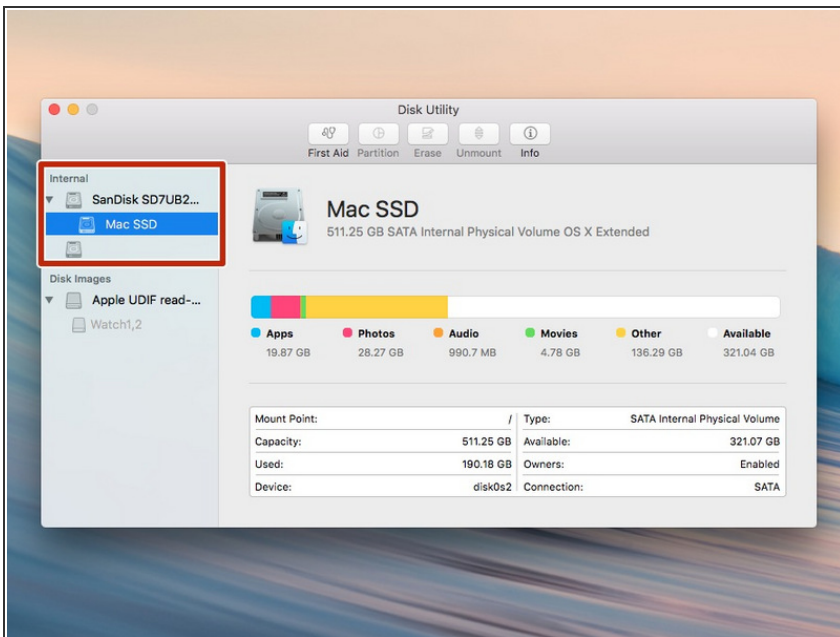 Disk Utility
First Aid Partition Erase Unmount Info
Internal
SanDisk SD7UB2...
Mac SSD
Disk Images
Apple UDIF read-...
Watch1,2
Mac SSD
511.25 GB SATA Internal Physical Volume OS X Extended
Apps Photos Audio Movies Other Available
19.87 GB 28.27 GB 990.7 MB 4.78 GB 136.29 GB 321.04 GB
Mount Point: / Type: SATA Internal Physical Volume
Capacity: 511.25 GB Available: 321.07 GB
Used: 190.18 GB Owners: Enabled
Device: disk0s2 Connection: SATA